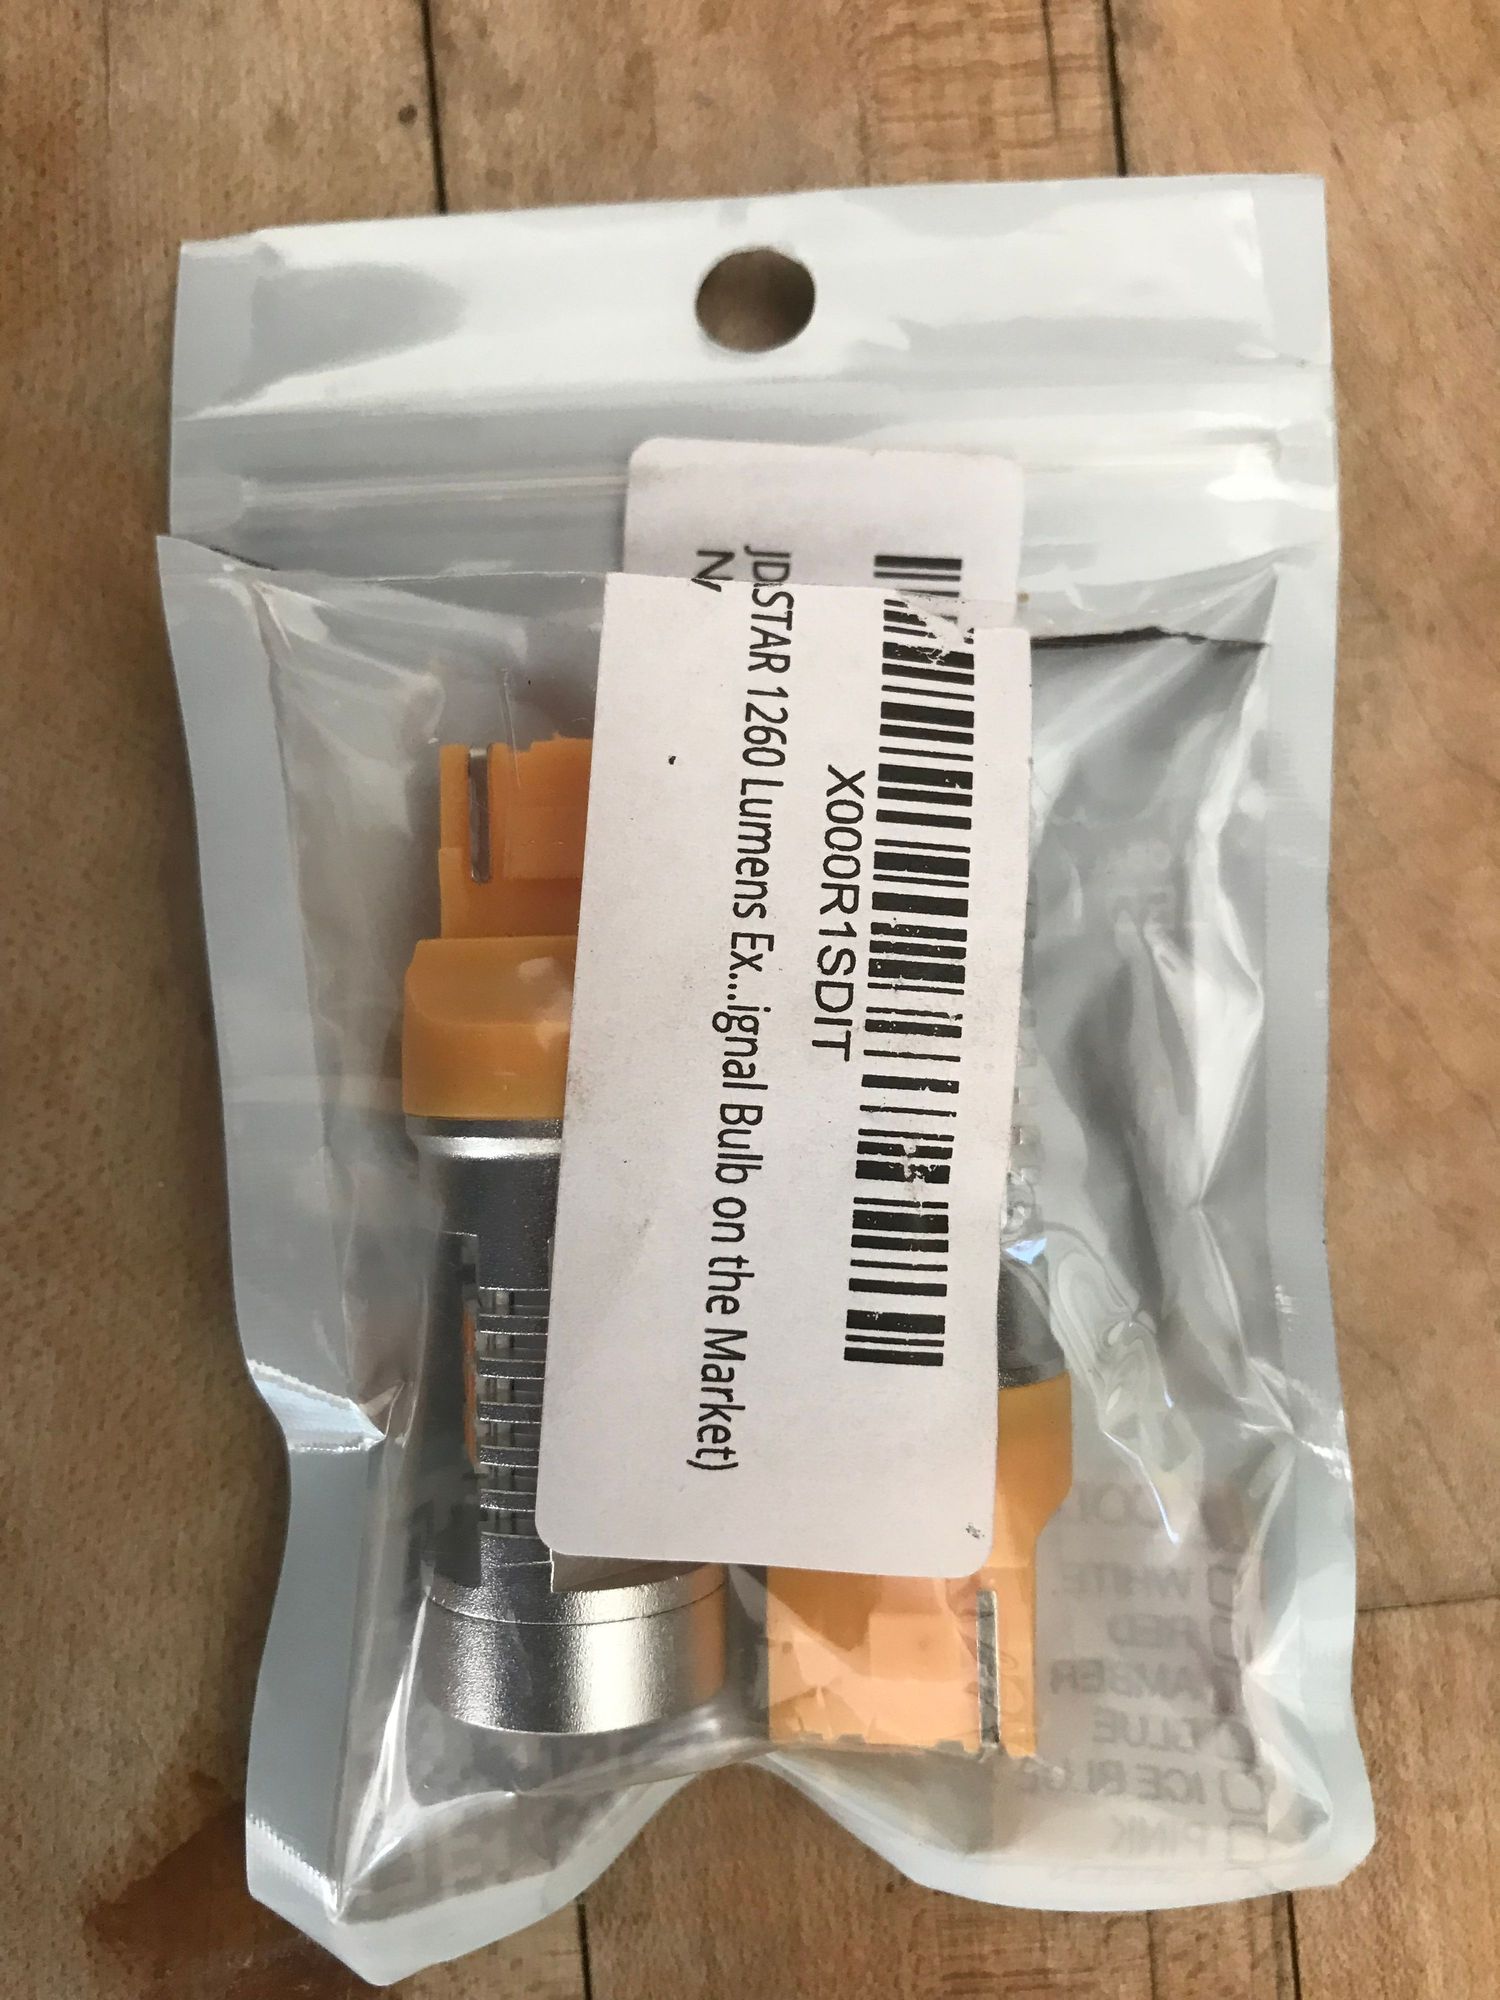 X000R1SDIT
JDSTAR 1260 Lumens Ex...ignal Bulb on the Market)
N
WHITE
RED
AMBER
BLUE
ICE BLUE
PINK